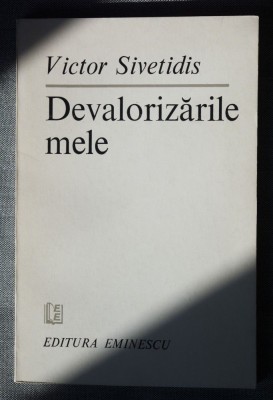 Victor Sivetidis
Devalorizările
mele
EDITURA EMINESCU